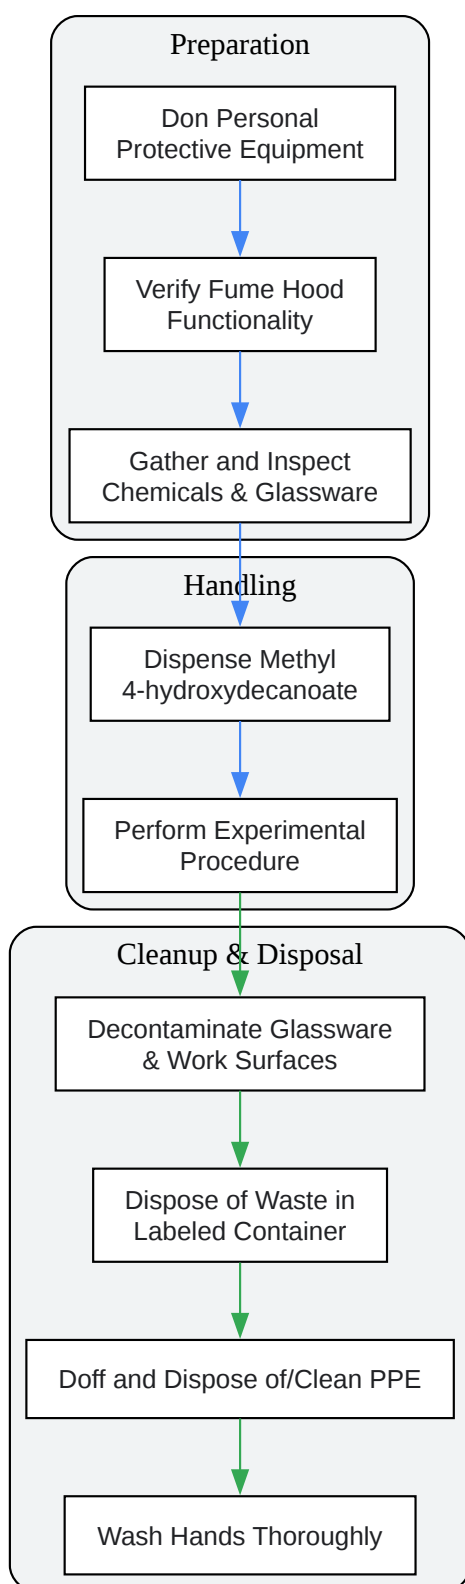 Preparation
Don Personal
Protective Equipment
Verify Fume Hood
Functionality
Gather and Inspect
Chemicals & Glassware
Handling
Dispense Methyl
4-hydroxydecanoate
Perform Experimental
Procedure
Cleanup & Disposal
Decontaminate Glassware
& Work Surfaces
Dispose of Waste in
Labeled Container
Doff and Dispose of/Clean PPE
Wash Hands Thoroughly